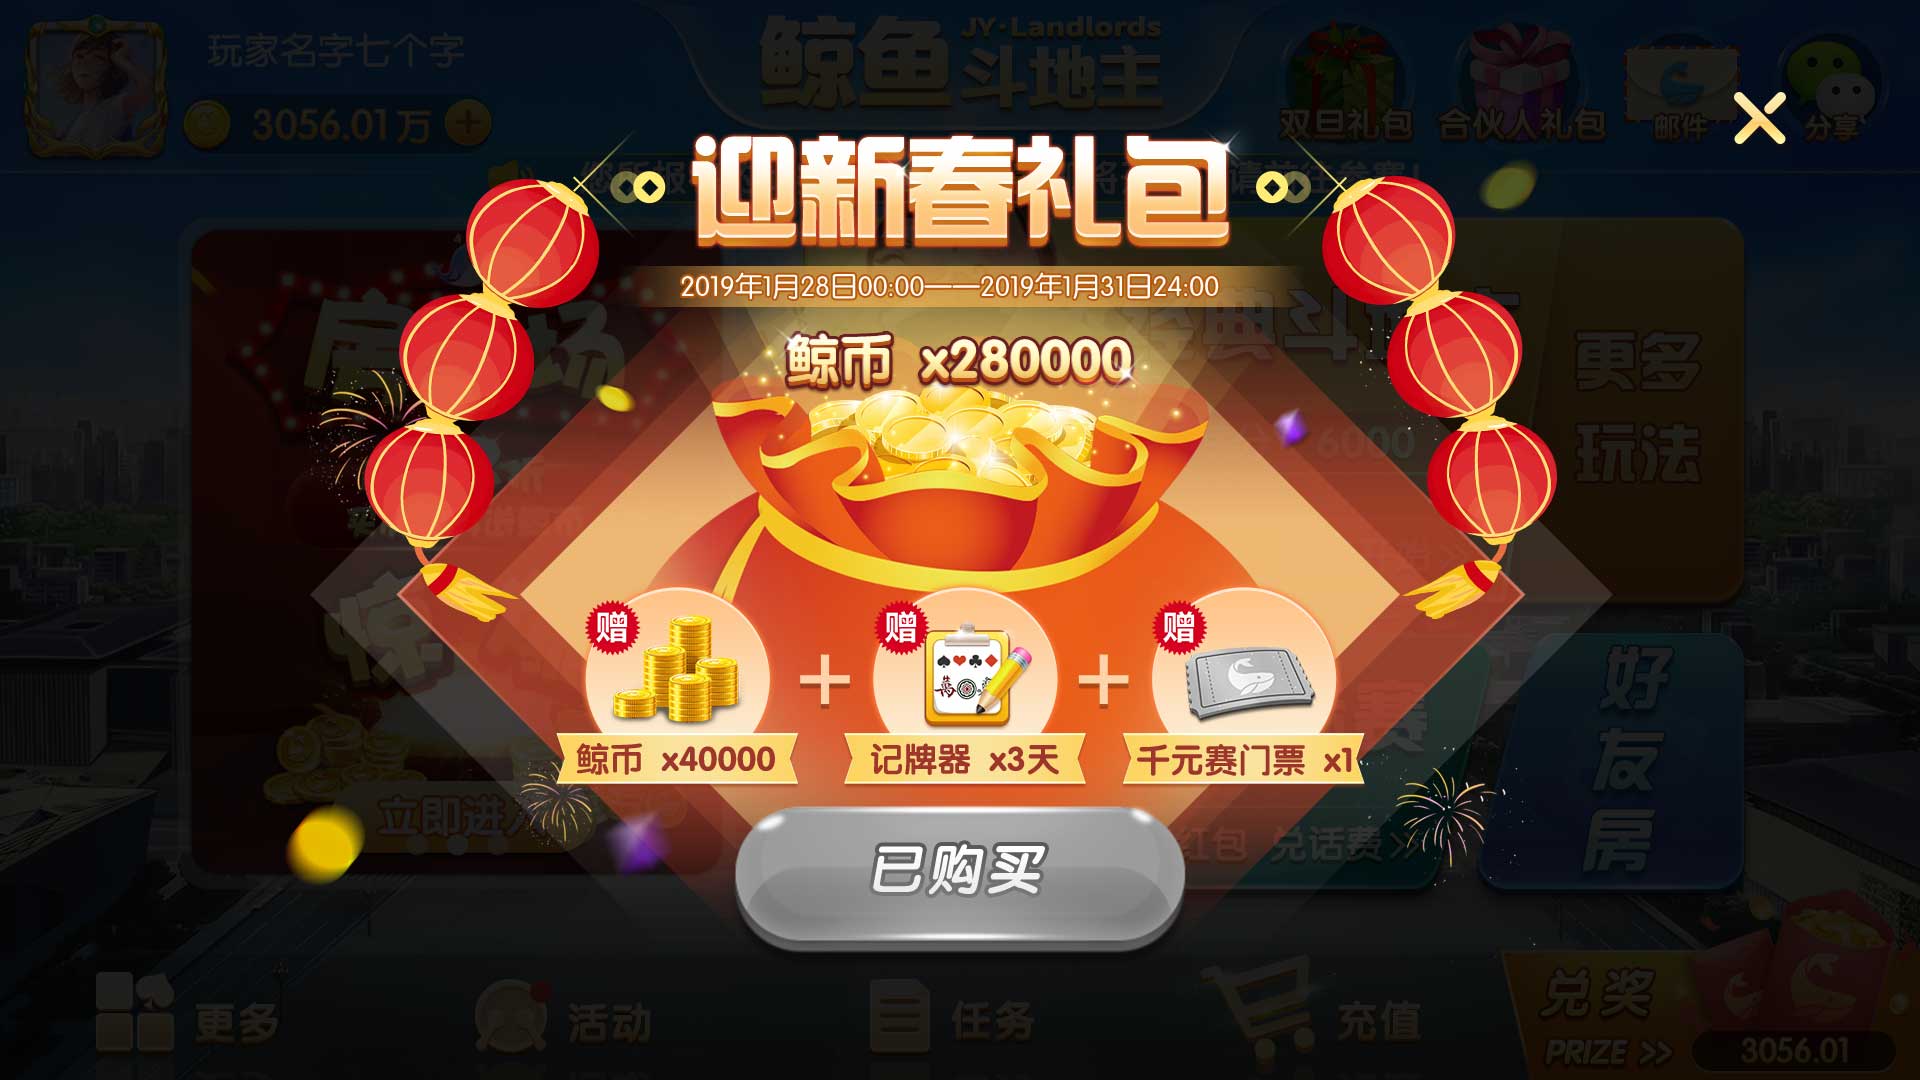 玩家名字七个字
3056.01万
JY·Landlords
鲸鱼斗地主
双旦礼包
合伙人礼包
邮件
分享
迎新春礼包
2019年1月28日00:00——2019年1月31日24:00
鲸币 x280000
更多
玩法
6000
赠
赠
赠
鲸币 x40000
记牌器 x3天
千元赛门票 x1
好
友
房
赛
立即进入
红包 兑话费>>
已购买
更多
活动
任务
充值
兑奖
PRIZE >>
3056.01